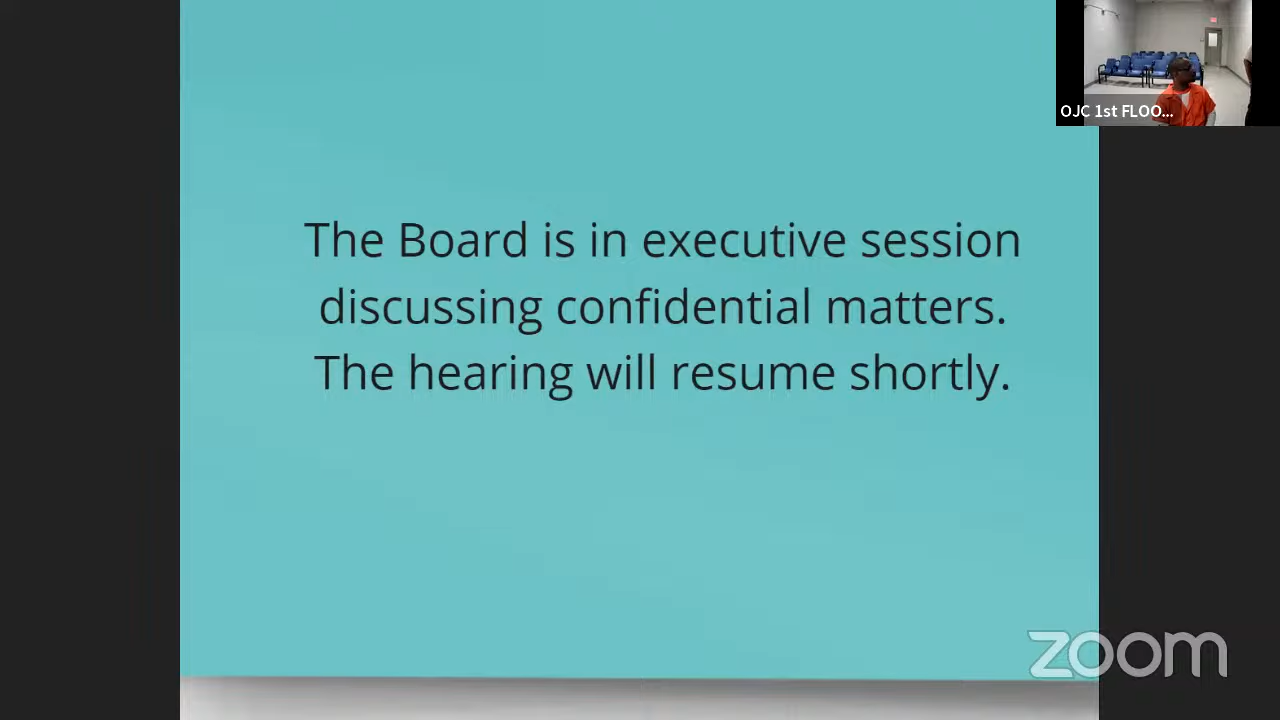 OJC 1st FLOO...
The Board is in executive session
discussing confidential matters.
The hearing will resume shortly.
zoom